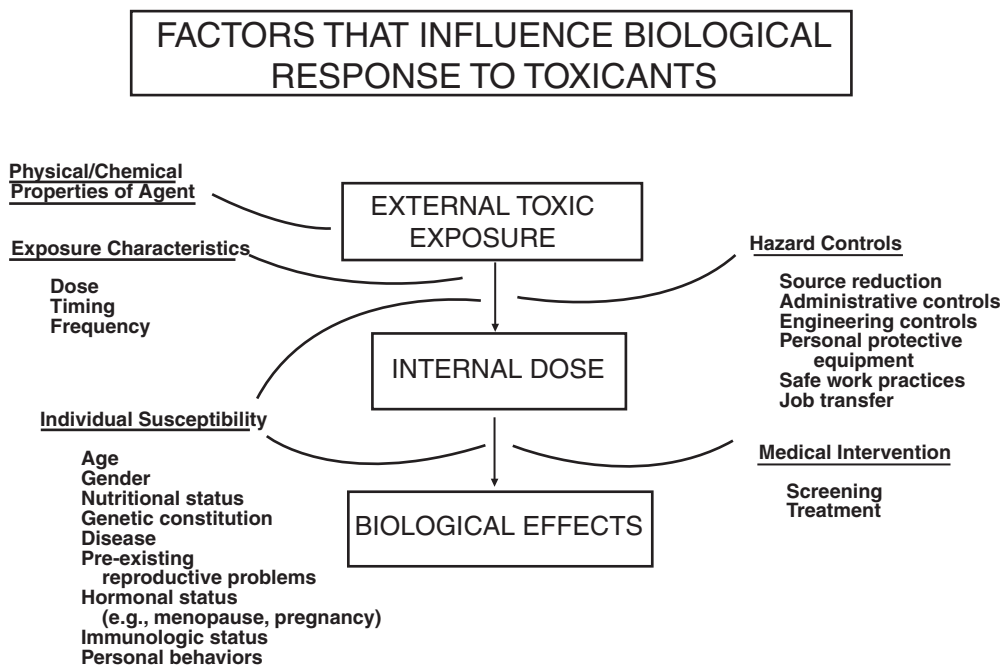 FACTORS THAT INFLUENCE BIOLOGICAL
RESPONSE TO TOXICANTS
Physical/Chemical
Properties of Agent
EXTERNAL TOXIC
EXPOSURE
Exposure Characteristics
Dose
Timing
Frequency
Hazard Controls
Source reduction
Administrative controls
Engineering controls
Personal protective
equipment
Safe work practices
Job transfer
INTERNAL DOSE
Individual Susceptibility
Age
Gender
Nutritional status
Genetic constitution
Disease
Pre-existing
reproductive problems
Hormonal status
(e.g., menopause, pregnancy)
Immunologic status
Personal behaviors
Medical Intervention
Screening
Treatment
BIOLOGICAL EFFECTS